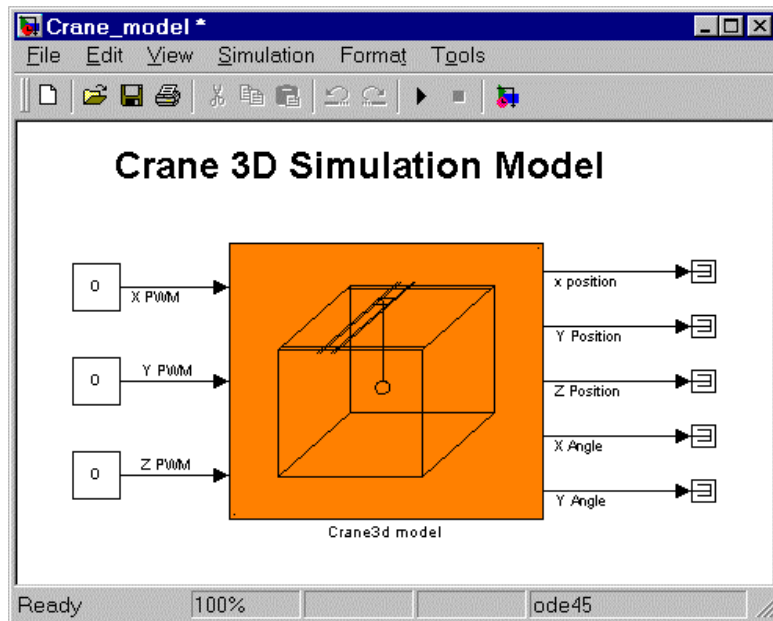 Crane_model *
File Edit View Simulation Format Tools
Crane 3D Simulation Model
0
X PWM
0
Y PWM
0
Z PWM
x position
Y Position
Z Position
X Angle
Y Angle
Crane3d model
Ready 100% ode45